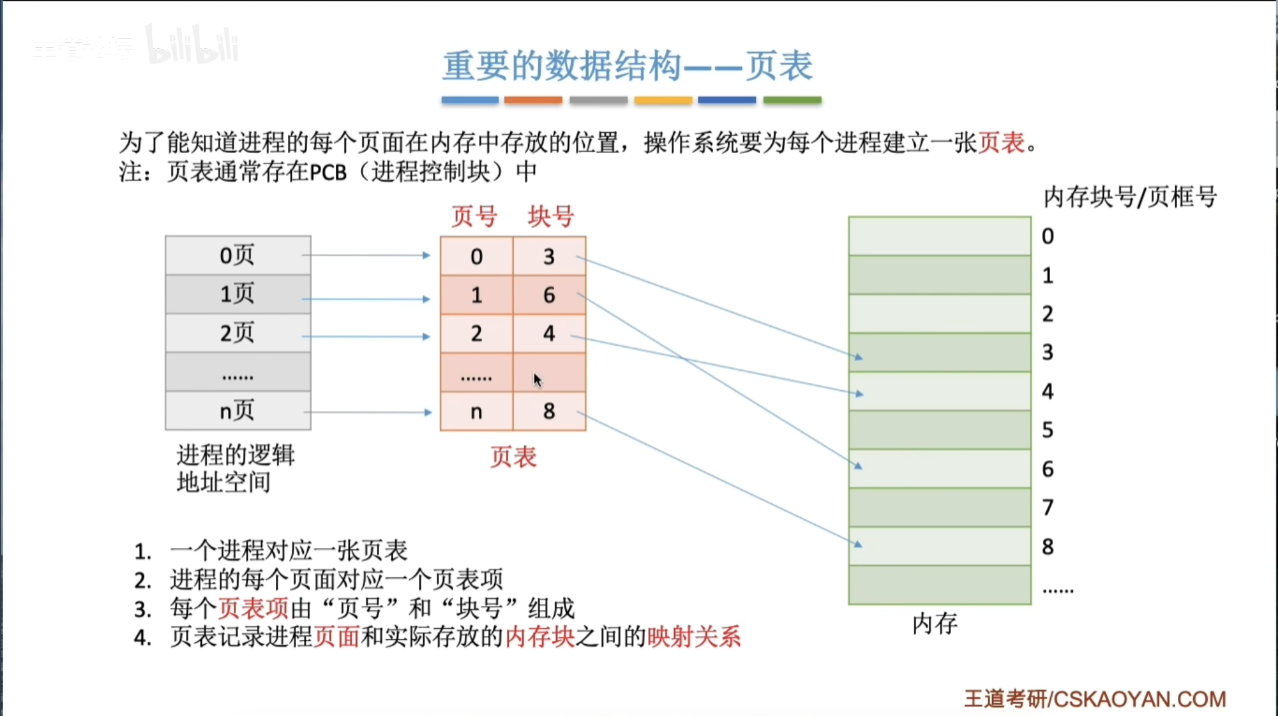 bilibili
重要的数据结构——页表
为了能知道进程的每个页面在内存中存放的位置，操作系统要为每个进程建立一张页表。
注：页表通常存在PCB（进程控制块）中
内存块号/页框号
页号 块号
0页
1页
2页
......
n页
进程的逻辑
地址空间
0 3
1 6
2 4
......
n 8
页表
0
1
2
3
4
5
6
7
8
......
内存
1. 一个进程对应一张页表
2. 进程的每个页面对应一个页表项
3. 每个页表项由“页号”和“块号”组成
4. 页表记录进程页面和实际存放的内存块之间的映射关系
王道考研/CSKAOYAN.COM